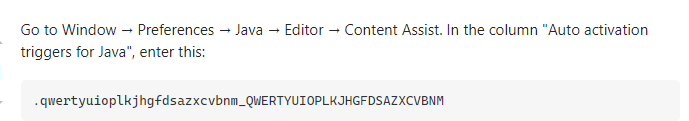 Go to Window → Preferences → Java → Editor → Content Assist. In the column "Auto activation
triggers for Java", enter this:
.qwertyuioplkjhgfdsazxcvbnm_QWERTYUIOPLKJHGFDSAZXCVBNM